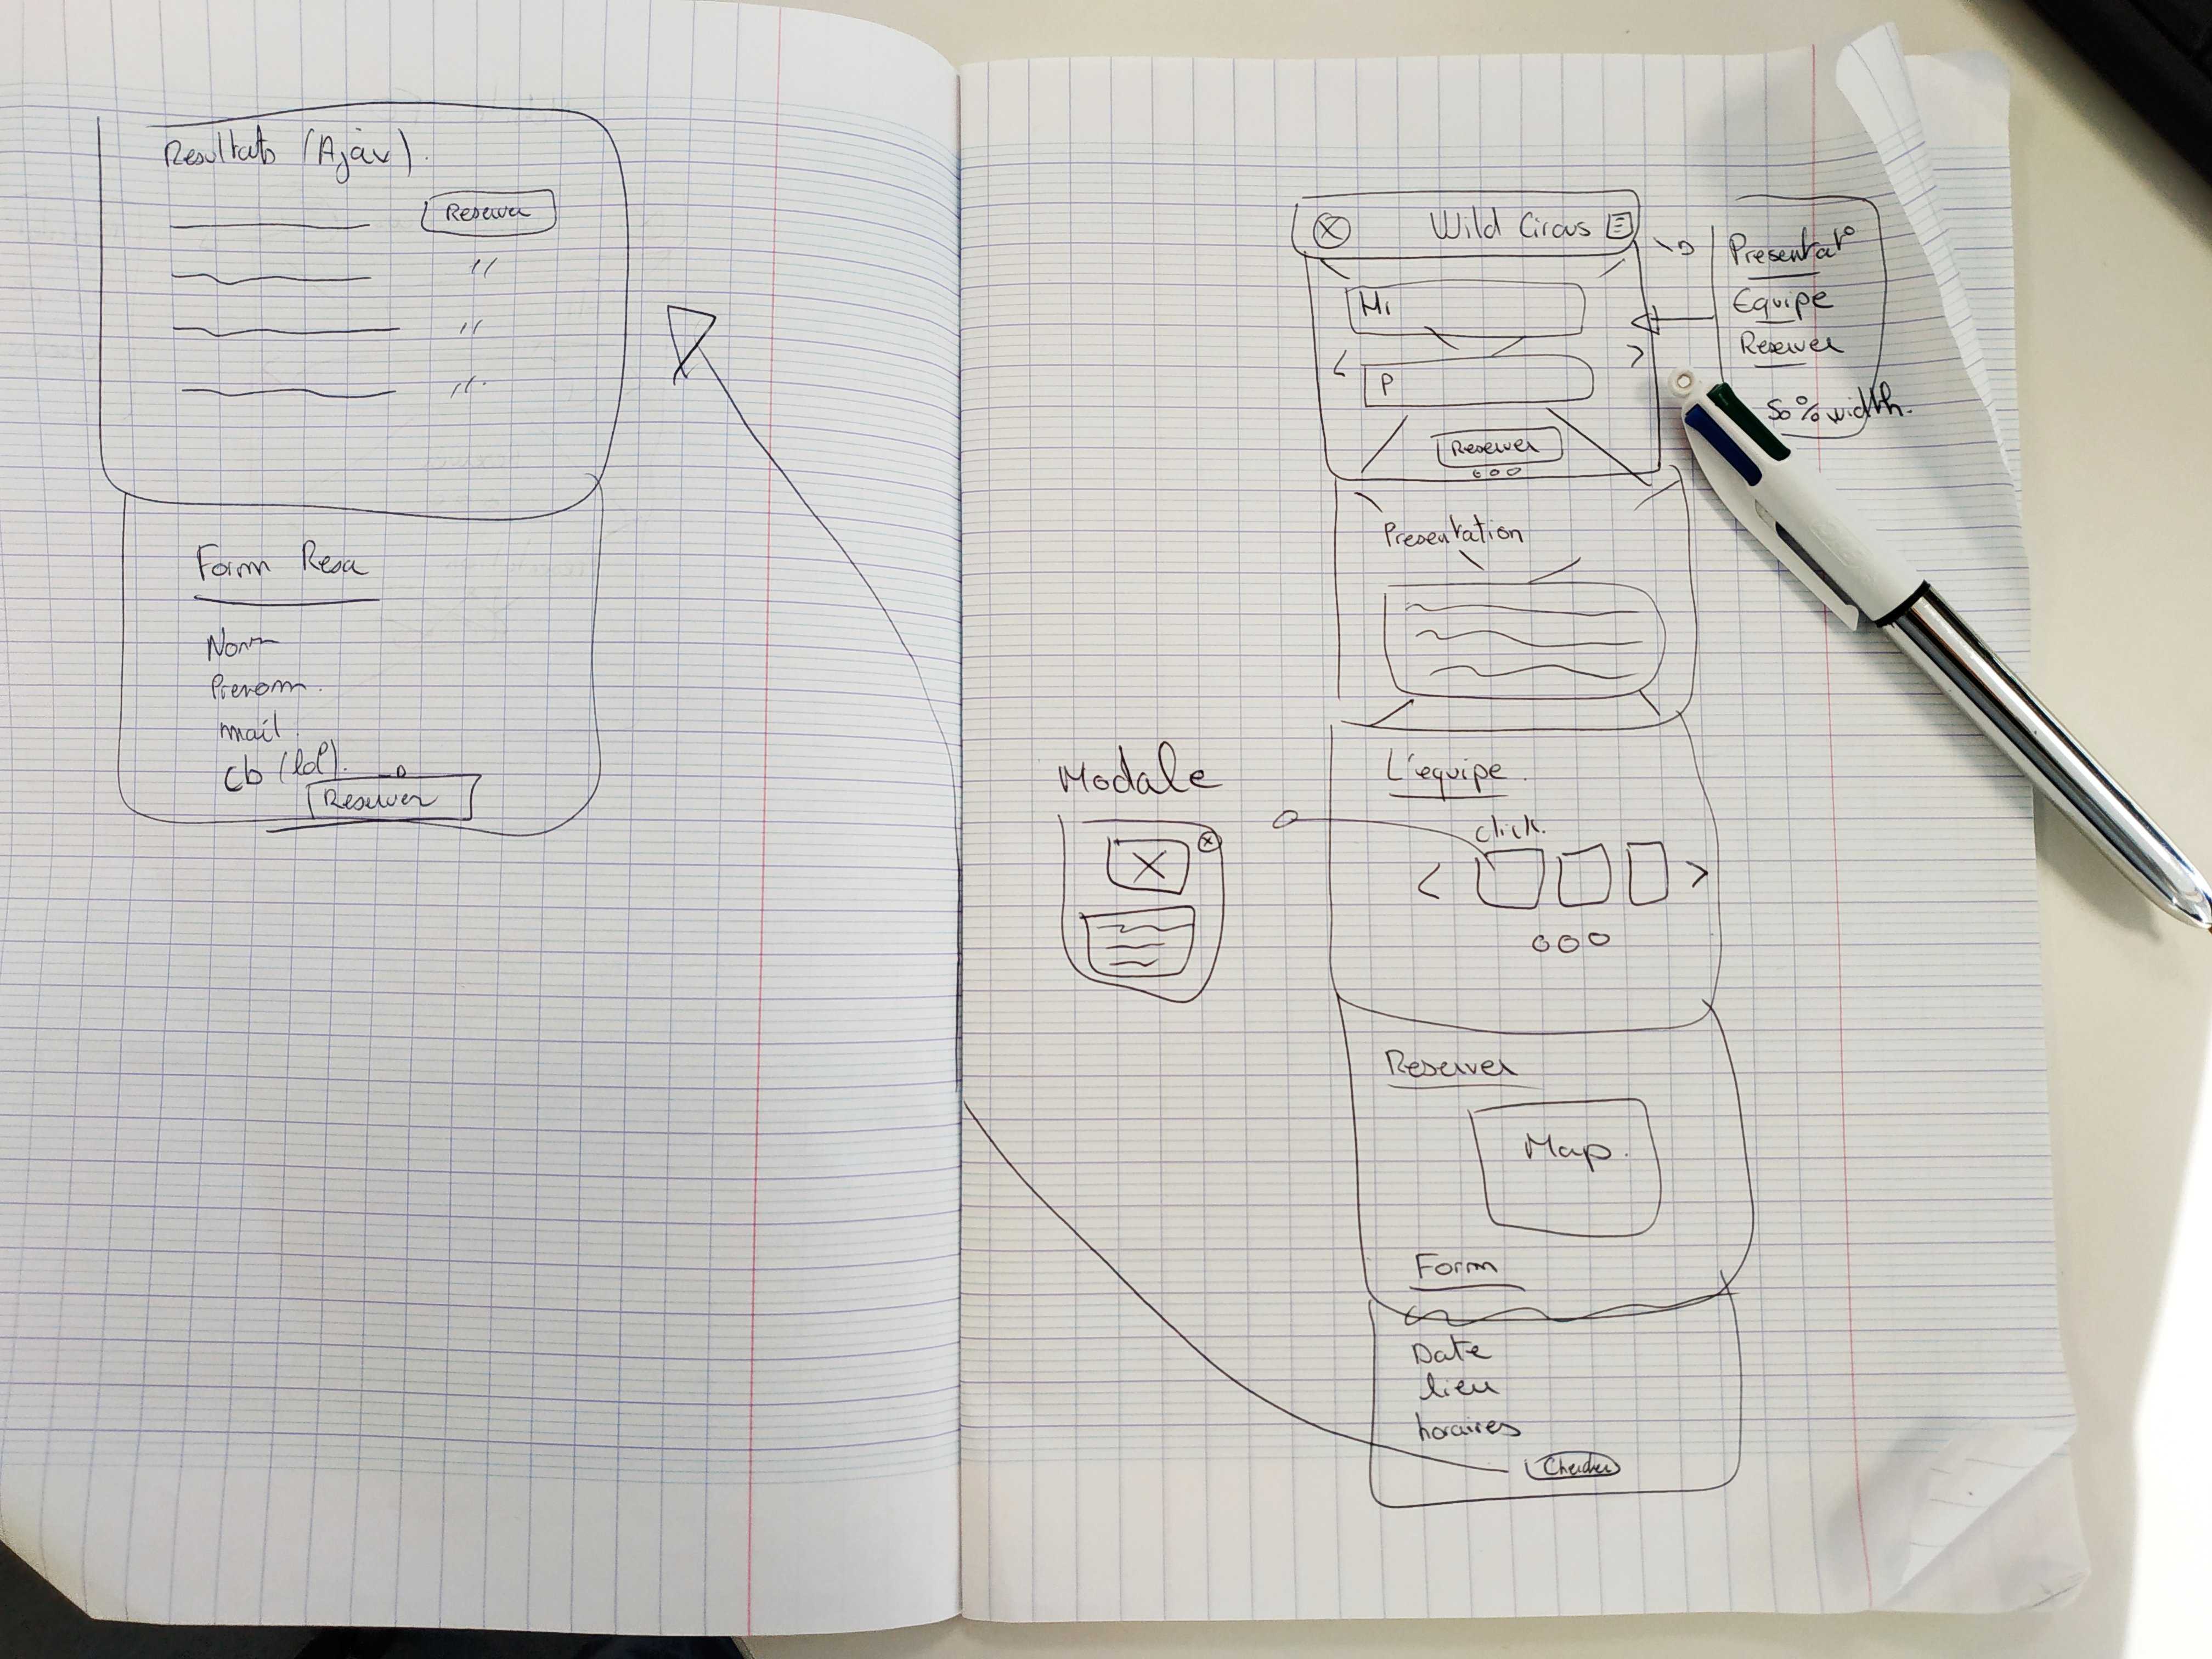 Resultats (Ajax).
Reserver
"
"
"
Form Resa
Nom
Prenom.
mail
cb (lol).
Reserver
Wild Circus
H1
<
>
P
Reserver
Presentat°
Equipe
Reserver
50% width.
Presentation
Modale
X
X
L'equipe.
click.
<
>
Reserver
Map.
Form
Date
lieu
horaires
Chercher